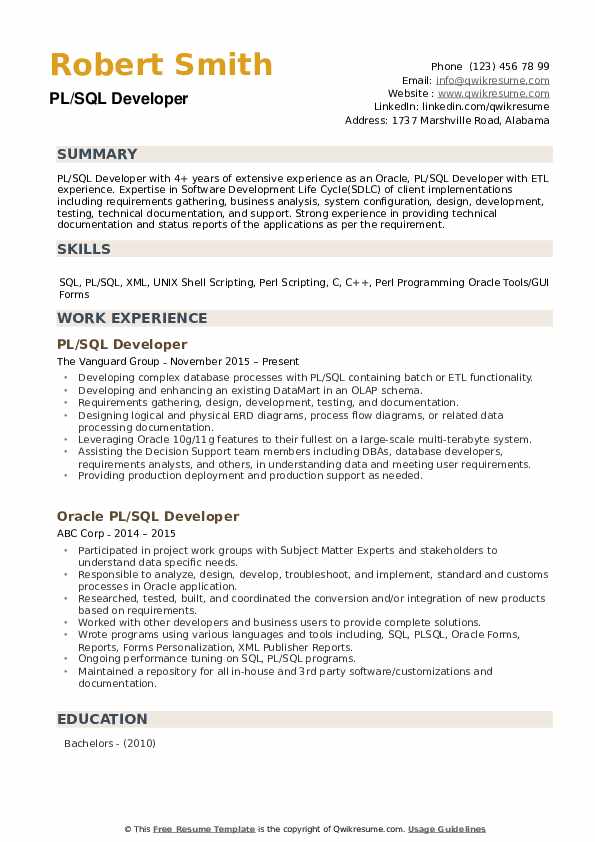 Robert Smith
PL/SQL Developer
Phone (123) 456 78 99
Email: info@qwikresume.com
Website : www.qwikresume.com
LinkedIn: linkedin.com/qwikresume
Address: 1737 Marshville Road, Alabama
SUMMARY
PL/SQL Developer with 4+ years of extensive experience as an Oracle, PL/SQL Developer with ETL
experience. Expertise in Software Development Life Cycle(SDLC) of client implementations
including requirements gathering, business analysis, system configuration, design, development,
testing, technical documentation, and support. Strong experience in providing technical
documentation and status reports of the applications as per the requirement.
SKILLS
SQL, PL/SQL, XML, UNIX Shell Scripting, Perl Scripting, C, C++, Perl Programming Oracle Tools/GUI
Forms
WORK EXPERIENCE
PL/SQL Developer
The Vanguard Group - November 2015 – Present
• Developing complex database processes with PL/SQL containing batch or ETL functionality.
• Developing and enhancing an existing DataMart in an OLAP schema.
• Requirements gathering, design, development, testing, and documentation.
• Designing logical and physical ERD diagrams, process flow diagrams, or related data
processing documentation.
• Leveraging Oracle 10g/11g features to their fullest on a large-scale multi-terabyte system.
• Assisting the Decision Support team members including DBAs, database developers,
requirements analysts, and others, in understanding data and meeting user requirements.
• Providing production deployment and production support as needed.
Oracle PL/SQL Developer
ABC Corp - 2014 – 2015
• Participated in project work groups with Subject Matter Experts and stakeholders to
understand data specific needs.
• Responsible to analyze, design, develop, troubleshoot, and implement, standard and customs
processes in Oracle application.
• Researched, tested, built, and coordinated the conversion and/or integration of new products
based on requirements.
• Worked with other developers and business users to provide complete solutions.
• Wrote programs using various languages and tools including, SQL, PLSQL, Oracle Forms,
Reports, Forms Personalization, XML Publisher Reports.
• Ongoing performance tuning on SQL, PL/SQL programs.
• Maintained a repository for all in-house and 3rd party software/customizations and
documentation.
EDUCATION
Bachelors - (2010)
© This Free Resume Template is the copyright of Qwikresume.com. Usage Guidelines